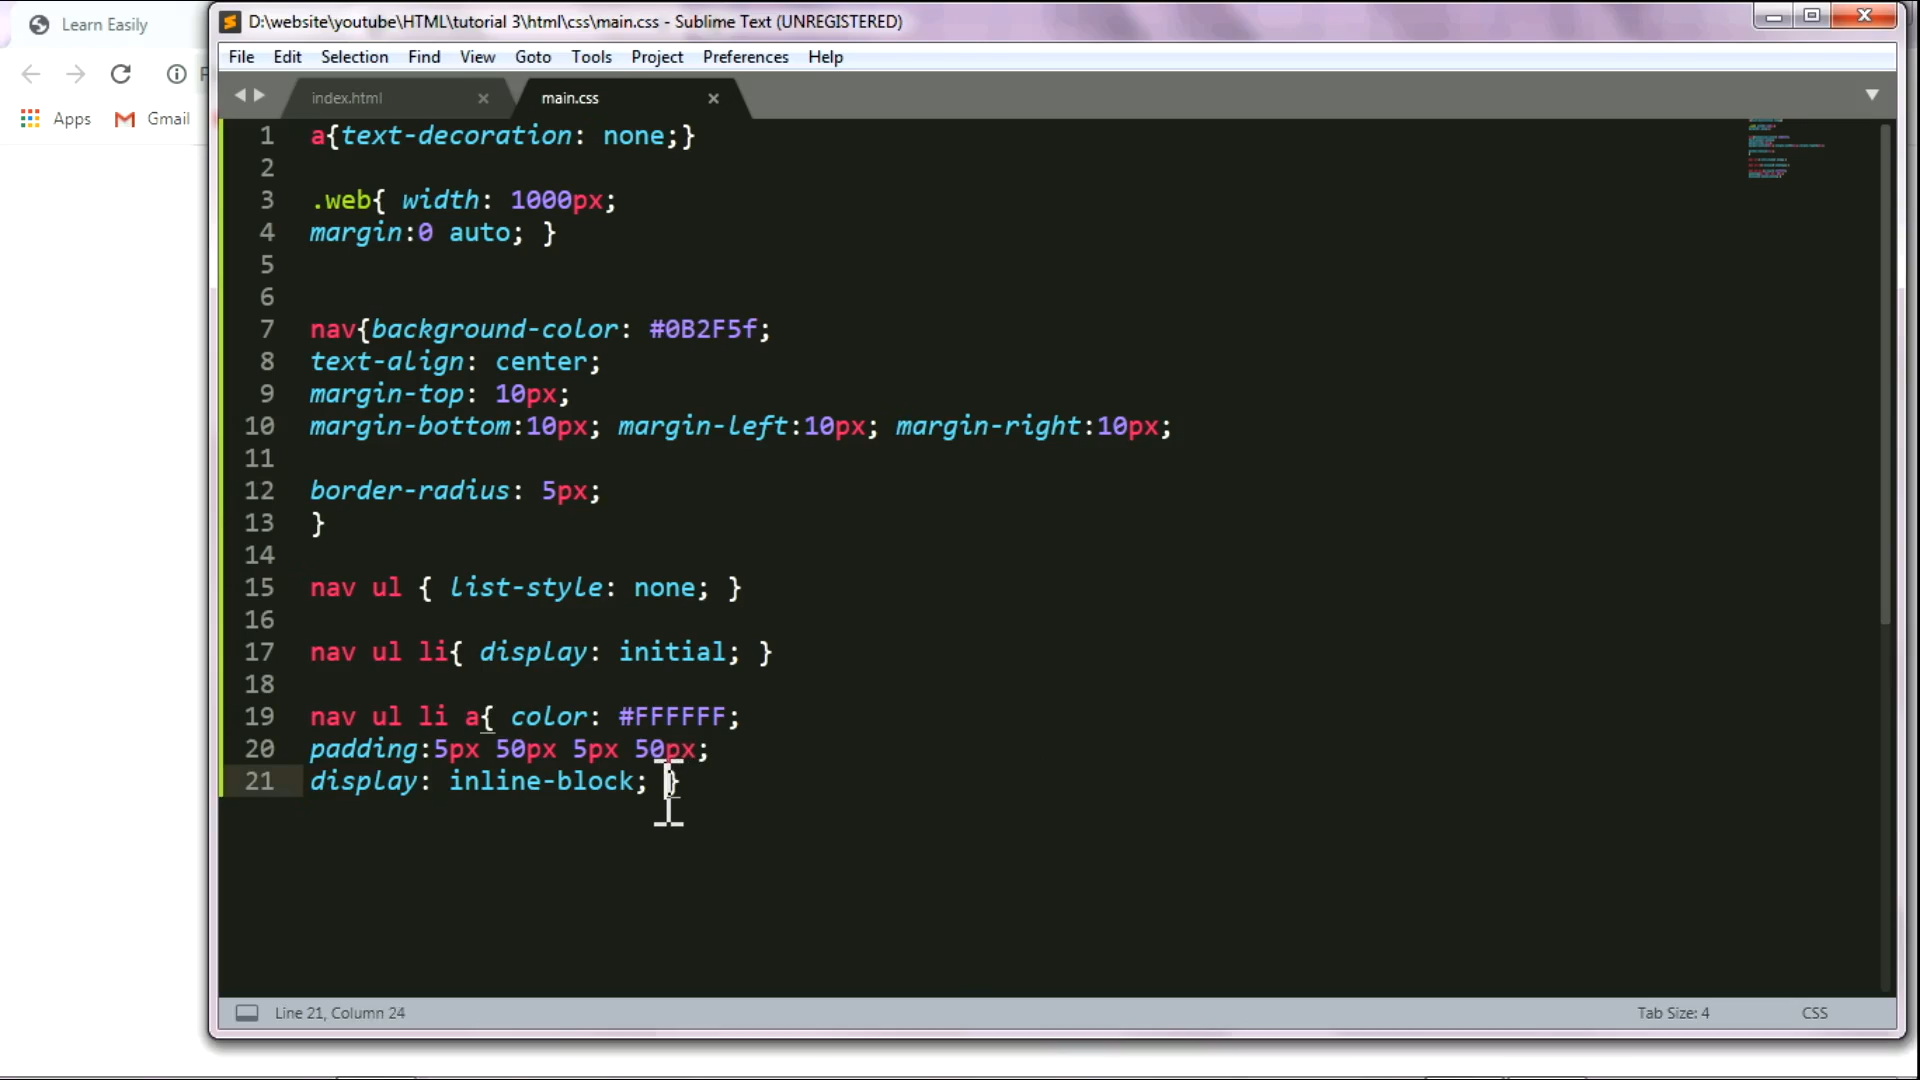 Learn Easily
D:\website\youtube\HTML\tutorial 3\html\css\main.css - Sublime Text (UNREGISTERED)
File Edit Selection Find View Goto Tools Project Preferences Help
Apps Gmail
index.html main.css
1 a{text-decoration: none;}
2
3 .web{ width: 1000px;
4 margin:0 auto; }
5
6
7 nav{background-color: #0B2F5f;
8 text-align: center;
9 margin-top: 10px;
10 margin-bottom:10px; margin-left:10px; margin-right:10px;
11
12 border-radius: 5px;
13 }
14
15 nav ul { list-style: none; }
16
17 nav ul li{ display: initial; }
18
19 nav ul li a{ color: #FFFFFF;
20 padding:5px 50px 5px 50px;
21 display: inline-block; }
Line 21, Column 24 Tab Size: 4 CSS